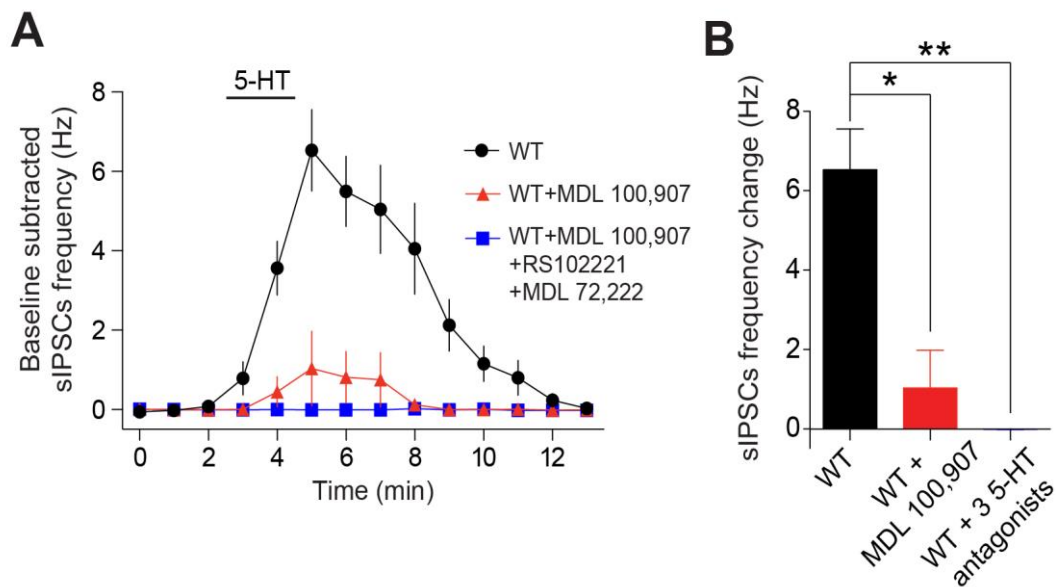 A
Baseline subtracted
sIPSCs frequency (Hz)
8
6
4
2
0
5-HT
WT
WT+MDL 100,907
WT+MDL 100,907
+RS102221
+MDL 72,222
0 2 4 6 8 10 12
Time (min)
B
sIPSCs frequency change (Hz)
8
6
4
2
0
**
*
WT
WT +
MDL 100,907
WT + 3 5-HT
antagonists